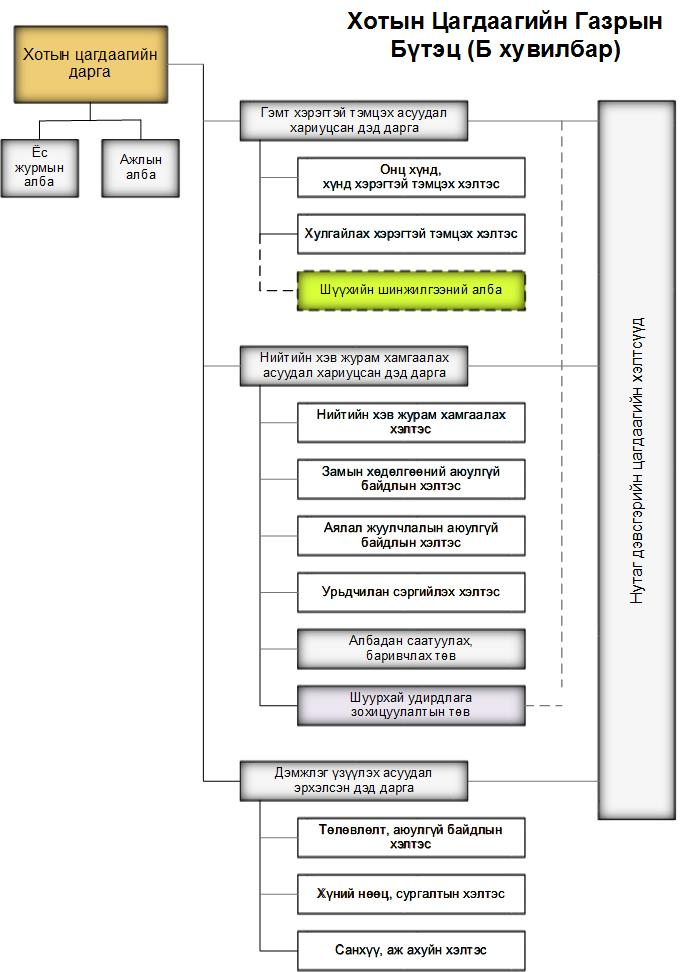 Хотын Цагдаагийн Газрын
Бүтэц (Б хувилбар)
Хотын цагдаагийн
дарга
Ёс
журмын
алба
Ажлын
алба
Гэмт хэрэгтэй тэмцэх асуудал
хариуцсан дэд дарга
Онц хүнд,
хүнд хэрэгтэй тэмцэх хэлтэс
Хулгайлах хэрэгтэй тэмцэх хэлтэс
Шүүхийн шинжилгээний алба
Нийтийн хэв журам хамгаалах
асуудал хариуцсан дэд дарга
Нийтийн хэв журам хамгаалах
хэлтэс
Замын хөдөлгөөний аюулгүй
байдлын хэлтэс
Аялал жуулчлалын аюулгүй
байдлын хэлтэс
Урьдчилан сэргийлэх хэлтэс
Албадан саатуулах,
баривчлах төв
Шуурхай удирдлага
зохицуулалтын төв
Дэмжлэг үзүүлэх асуудал
эрхэлсэн дэд дарга
Төлөвлөлт, аюулгүй байдлын
хэлтэс
Хүний нөөц, сургалтын хэлтэс
Санхүү, аж ахуйн хэлтэс
Нутаг дэвсгэрийн цагдаагийн хэлтсүүд